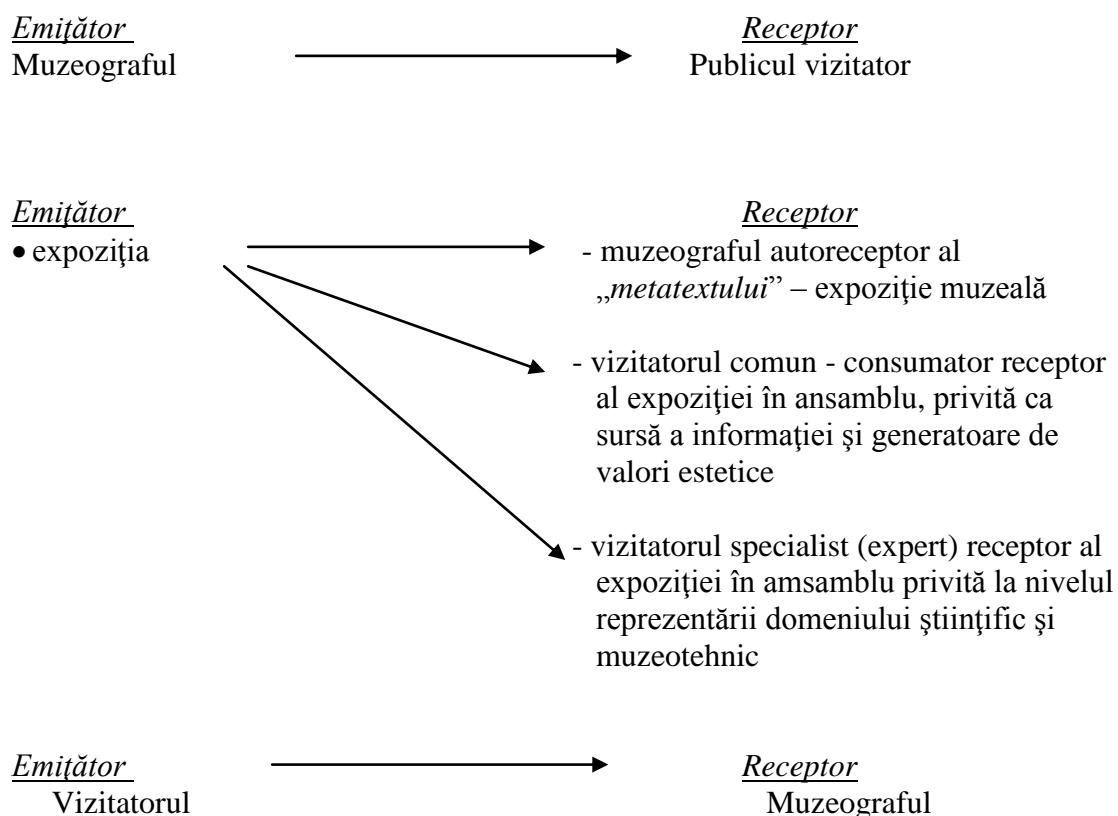 Emiţător Receptor
Muzeograful Publicul vizitator
Emiţător Receptor
• expoziţia - muzeograful autoreceptor al
„metatextului” – expoziţie muzeală
- vizitatorul comun - consumator receptor
al expoziţiei în ansamblu, privită ca
sursă a informaţiei şi generatoare de
valori estetice
- vizitatorul specialist (expert) receptor al
expoziţiei în amsamblu privită la nivelul
reprezentării domeniului ştiinţific şi
muzeotehnic
Emiţător Receptor
Vizitatorul Muzeograful